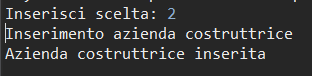 Inserisci scelta: 2
Inserimento azienda costruttrice
Azienda costruttrice inserita